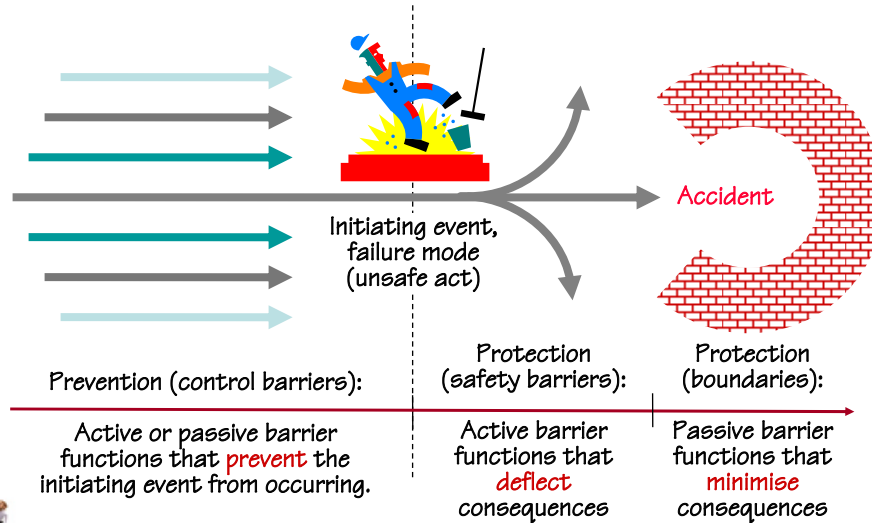 Accident
Initiating event,
failure mode
(unsafe act)
Prevention (control barriers):
Protection
(safety barriers):
Protection
(boundaries):
Active or passive barrier
functions that prevent the
initiating event from occurring.
Active barrier
functions that
deflect
consequences
Passive barrier
functions that
minimise
consequences